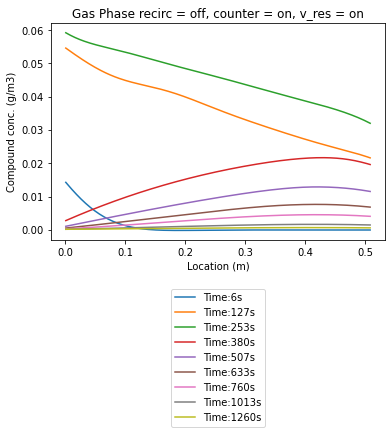 Gas Phase recirc = off, counter = on, v_res = on
Compound conc. (g/m3)
0.06
0.05
0.04
0.03
0.02
0.01
0.00
0.0 0.1 0.2 0.3 0.4 0.5
Location (m)
Time:6s
Time:127s
Time:253s
Time:380s
Time:507s
Time:633s
Time:760s
Time:1013s
Time:1260s